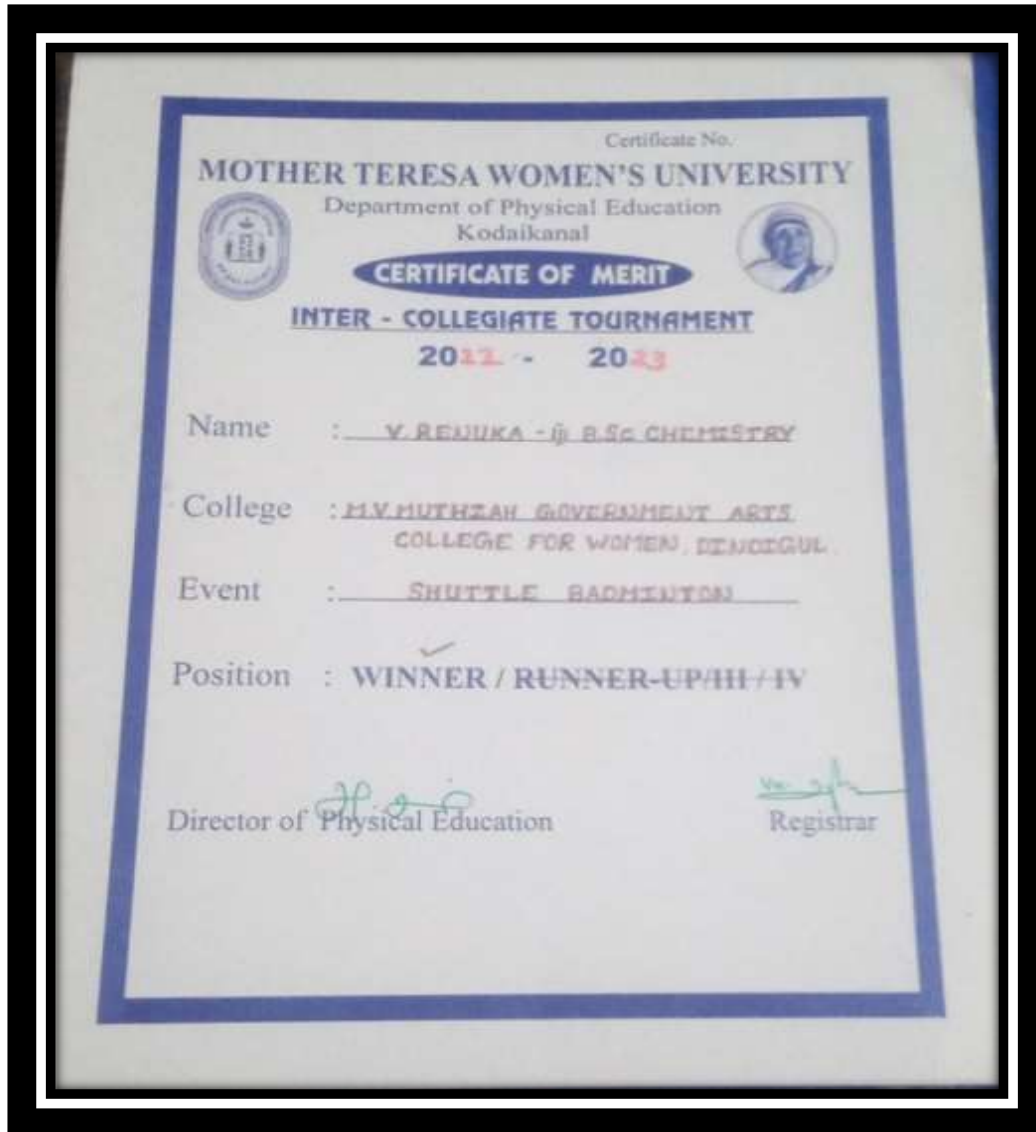 Certificate No.
MOTHER TERESA WOMEN'S UNIVERSITY
Department of Physical Education
Kodaikanal
CERTIFICATE OF MERIT
INTER - COLLEGIATE TOURNAMENT
2022 - 2023
Name : V. RENUKA - B.Sc CHEMISTRY
College : M.V.MUTHIAH GOVERNMENT ARTS
COLLEGE FOR WOMEN, DINDIGUL.
Event : SHUTTLE BADMINTON
Position : WINNER / RUNNER-UP/III / IV
Director of Physical Education Registrar